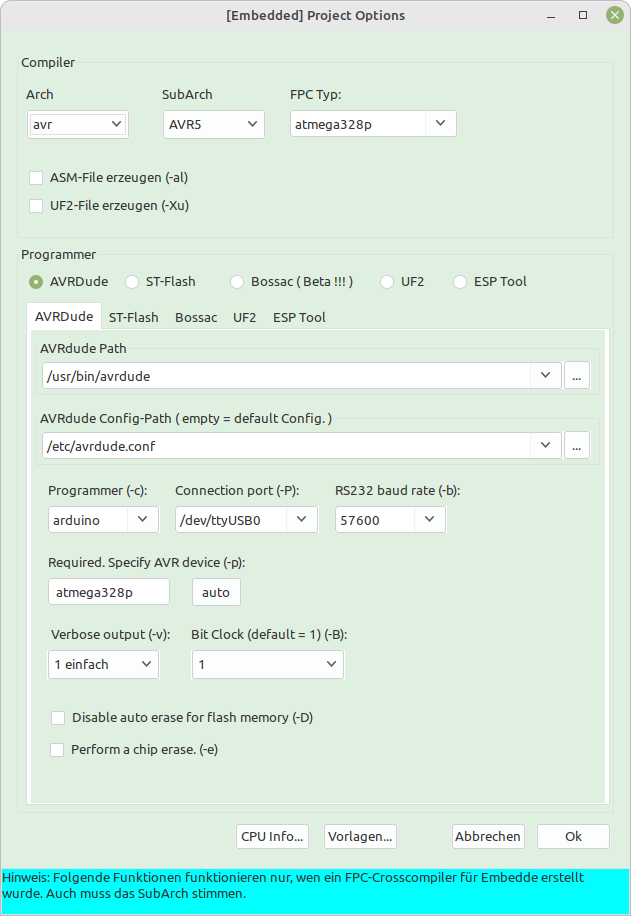 [Embedded] Project Options
Compiler
Arch SubArch FPC Typ:
avr AVR5 atmega328p
ASM-File erzeugen (-al)
UF2-File erzeugen (-Xu)
Programmer
AVRDude ST-Flash Bossac ( Beta !!! ) UF2 ESP Tool
AVRDude ST-Flash Bossac UF2 ESP Tool
AVRdude Path
/usr/bin/avrdude ...
AVRdude Config-Path ( empty = default Config. )
/etc/avrdude.conf ...
Programmer (-c): Connection port (-P): RS232 baud rate (-b):
arduino /dev/ttyUSB0 57600
Required. Specify AVR device (-p):
atmega328p auto
Verbose output (-v): Bit Clock (default = 1) (-B):
1 einfach 1
Disable auto erase for flash memory (-D)
Perform a chip erase. (-e)
CPU Info... Vorlagen... Abbrechen Ok
Hinweis: Folgende Funktionen funktionieren nur, wen ein FPC-Crosscompiler für Embedde erstellt
wurde. Auch muss das SubArch stimmen.